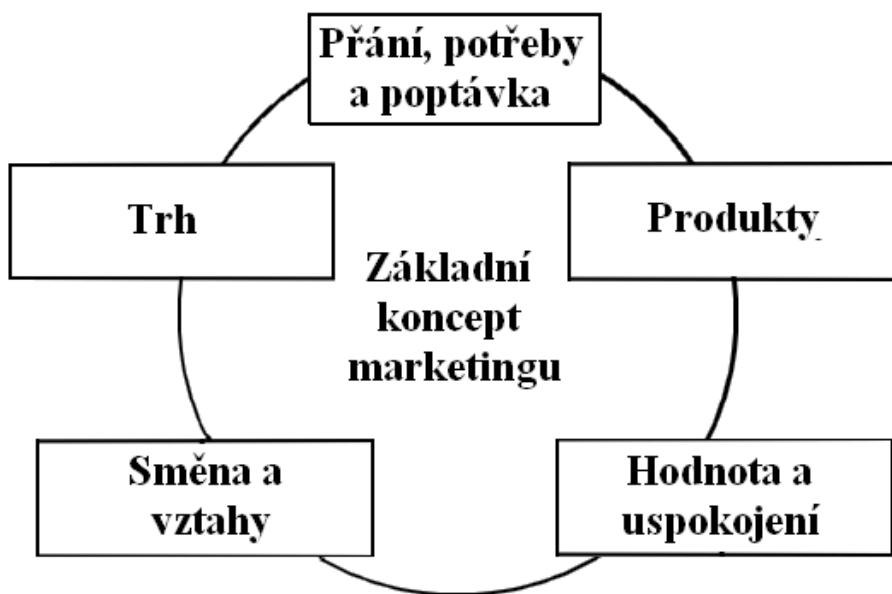 Přání, potřeby
a poptávka
Trh
Produkty
Základní
koncept
marketingu
Směna a
vztahy
Hodnota a
uspokojení